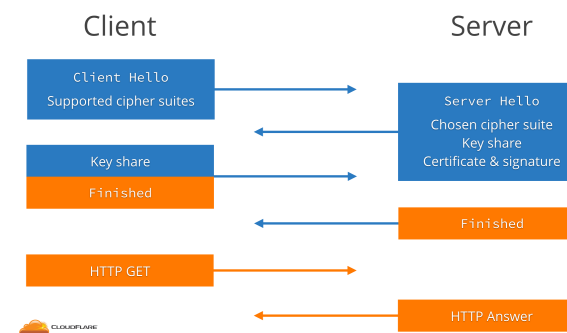 Client
Server
Client Hello
Supported cipher suites
Server Hello
Chosen cipher suite
Key share
Certificate & signature
Key share
Finished
Finished
HTTP GET
HTTP Answer
CLOUDFLARE